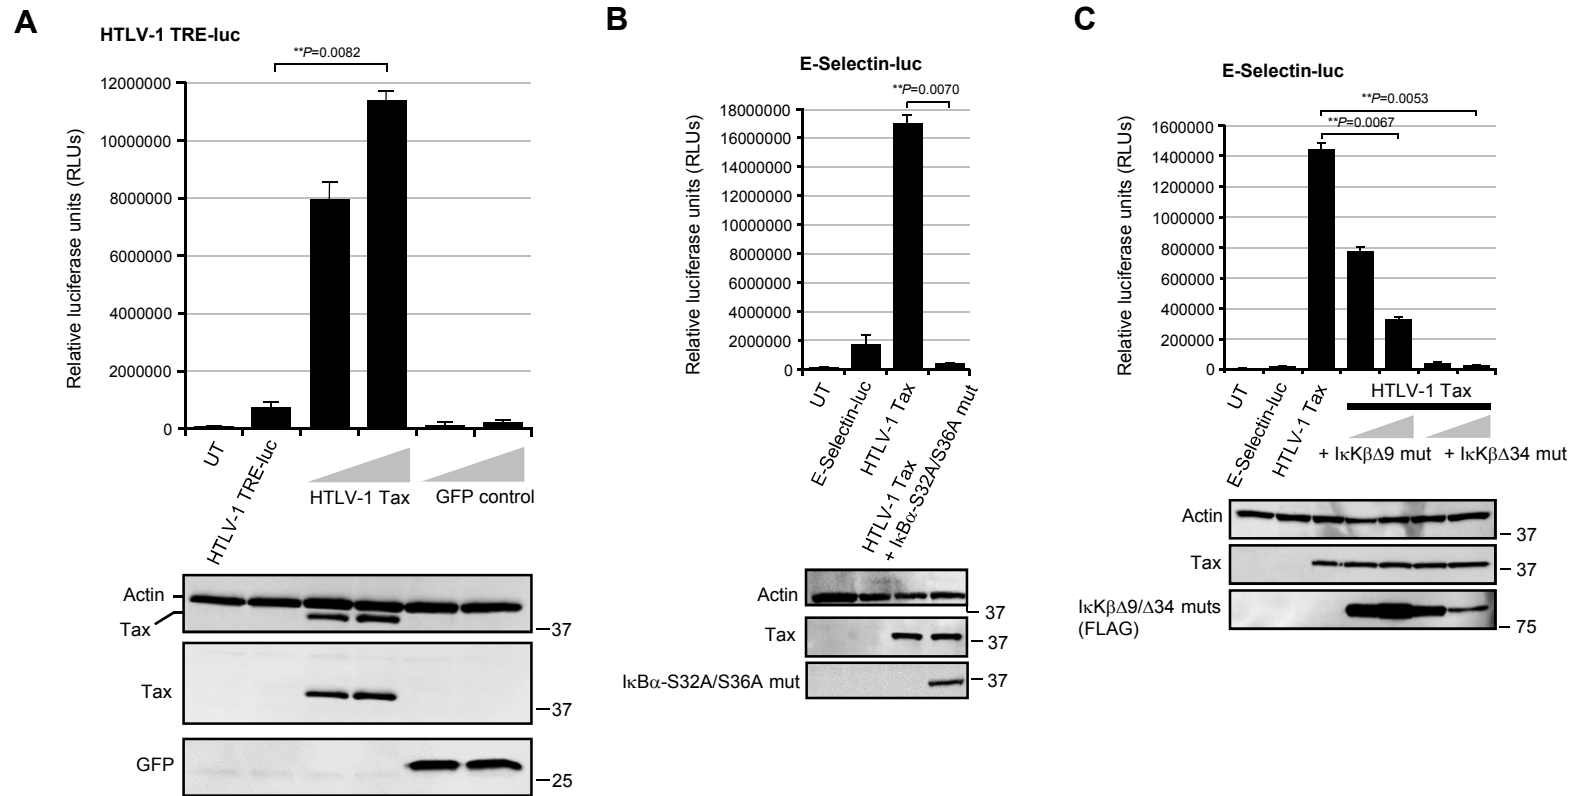 A
HTLV-1 TRE-luc
**P=0.0082
Relative luciferase units (RLUs)
12000000
10000000
8000000
6000000
4000000
2000000
0
UT
HTLV-1 TRE-luc
HTLV-1 Tax
GFP control
Actin
Tax
37
Tax
37
GFP
25
B
E-Selectin-luc
**P=0.0070
Relative luciferase units (RLUs)
18000000
16000000
14000000
12000000
10000000
8000000
6000000
4000000
2000000
0
UT
E-Selectin-luc
HTLV-1 Tax
HTLV-1 Tax
+ IκBα-S32A/S36A mut
Actin
37
Tax
37
IκBα-S32A/S36A mut
37
C
E-Selectin-luc
**P=0.0053
**P=0.0067
Relative luciferase units (RLUs)
1600000
1400000
1200000
1000000
800000
600000
400000
200000
0
UT
E-Selectin-luc
HTLV-1 Tax
HTLV-1 Tax
+ IκKβΔ9 mut
+ IκKβΔ34 mut
Actin
37
Tax
37
IκKβΔ9/Δ34 muts
(FLAG)
75